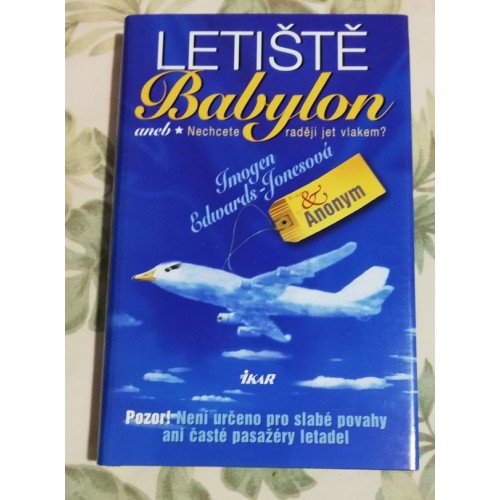 LETIŠTĚ
Babylon
aneb ★ Nechcete raději jet vlakem?
Imogen
Edwards-Jonesová
& Anonym
IKAR
Pozor! Není určeno pro slabé povahy
ani časté pasažéry letadel